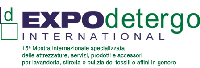 d
EXPOdetergo
INTERNATIONAL
Mostra Internazionale specializzata
delle attrezzature, servizi, prodotti e accessori
per lavanderia, stireria e pulizia dei tessili e affini in genere